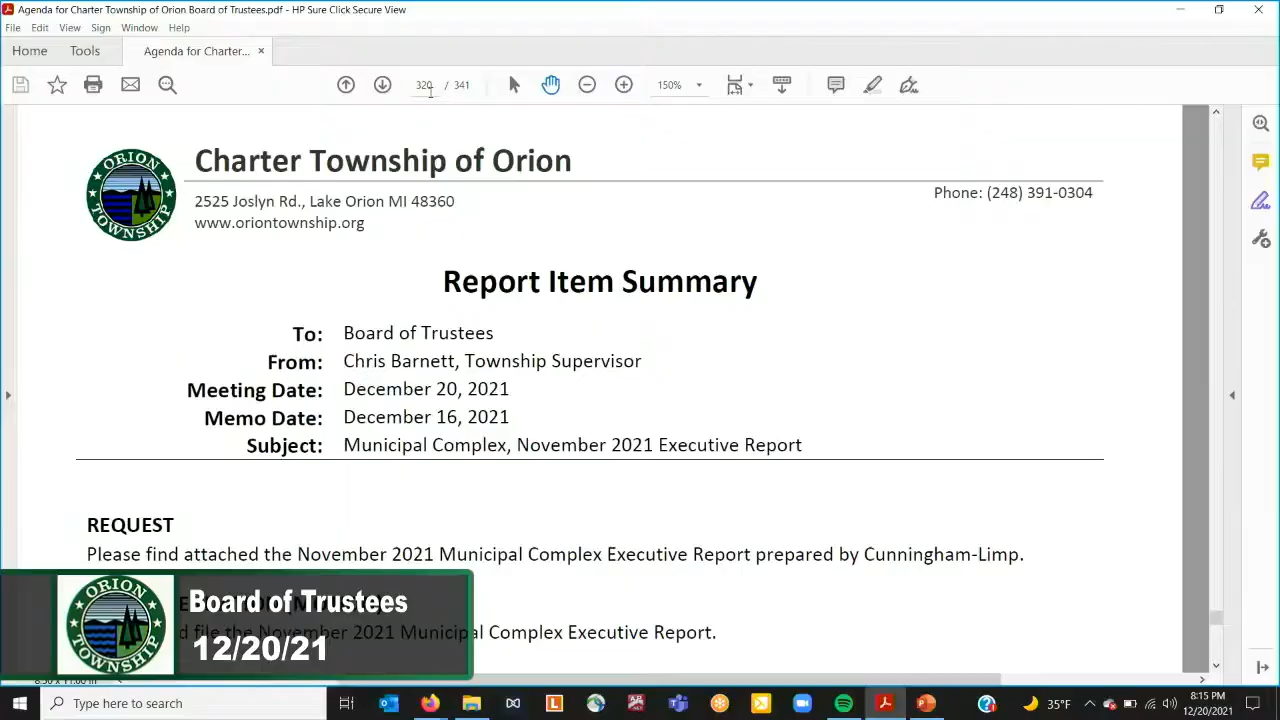 Agenda for Charter Township of Orion Board of Trustees.pdf - HP Sure Click Secure View
File Edit View Sign Window Help
Home Tools Agenda for Charter... ×
320 / 341 150%
ORION TOWNSHIP
Charter Township of Orion
2525 Joslyn Rd., Lake Orion MI 48360
www.oriontownship.org
Phone: (248) 391-0304
Report Item Summary
To: Board of Trustees
From: Chris Barnett, Township Supervisor
Meeting Date: December 20, 2021
Memo Date: December 16, 2021
Subject: Municipal Complex, November 2021 Executive Report
REQUEST
Please find attached the November 2021 Municipal Complex Executive Report prepared by Cunningham-Limp.
file the November 2021 Municipal Complex Executive Report.
ORION TOWNSHIP
Board of Trustees
12/20/21
Type here to search
35°F
8:15 PM
12/20/2021